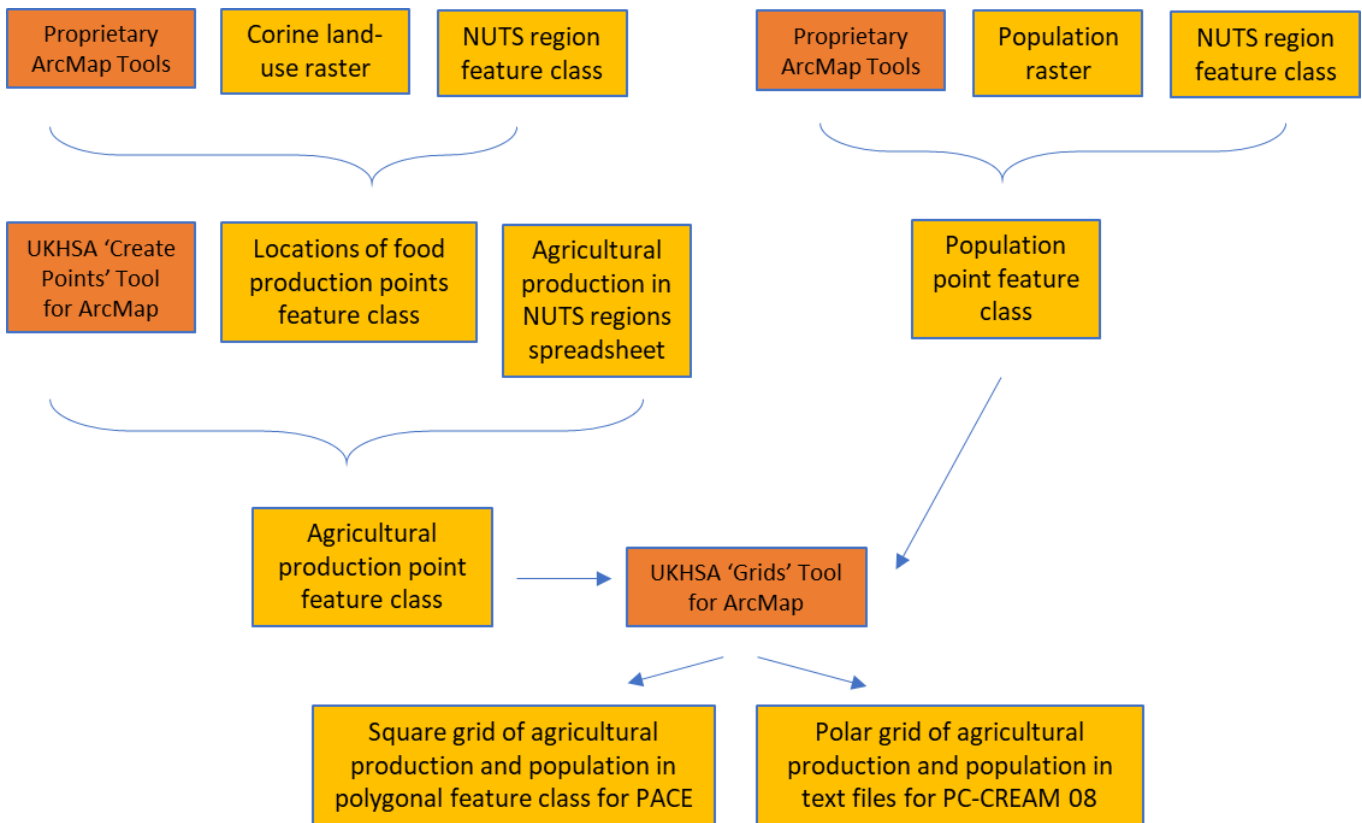 Proprietary
ArcMap Tools
Corine land-
use raster
NUTS region
feature class
Proprietary
ArcMap Tools
Population
raster
NUTS region
feature class
UKHSA ‘Create
Points’ Tool
for ArcMap
Locations of food
production points
feature class
Agricultural
production in
NUTS regions
spreadsheet
Population
point feature
class
Agricultural
production point
feature class
UKHSA ‘Grids’ Tool
for ArcMap
Square grid of agricultural
production and population in
polygonal feature class for PACE
Polar grid of agricultural
production and population in
text files for PC-CREAM 08